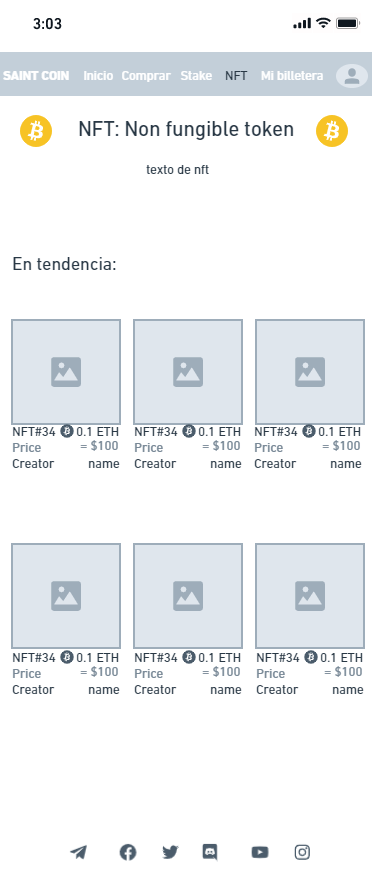 3:03
SAINT COIN Inicio Comprar Stake NFT Mi billetera
NFT: Non fungible token
texto de nft
En tendencia:
NFT#34 0.1 ETH NFT#34 0.1 ETH NFT#34 0.1 ETH
Price = $100 Price = $100 Price = $100
Creator name Creator name Creator name
NFT#34 0.1 ETH NFT#34 0.1 ETH NFT#34 0.1 ETH
Price = $100 Price = $100 Price = $100
Creator name Creator name Creator name